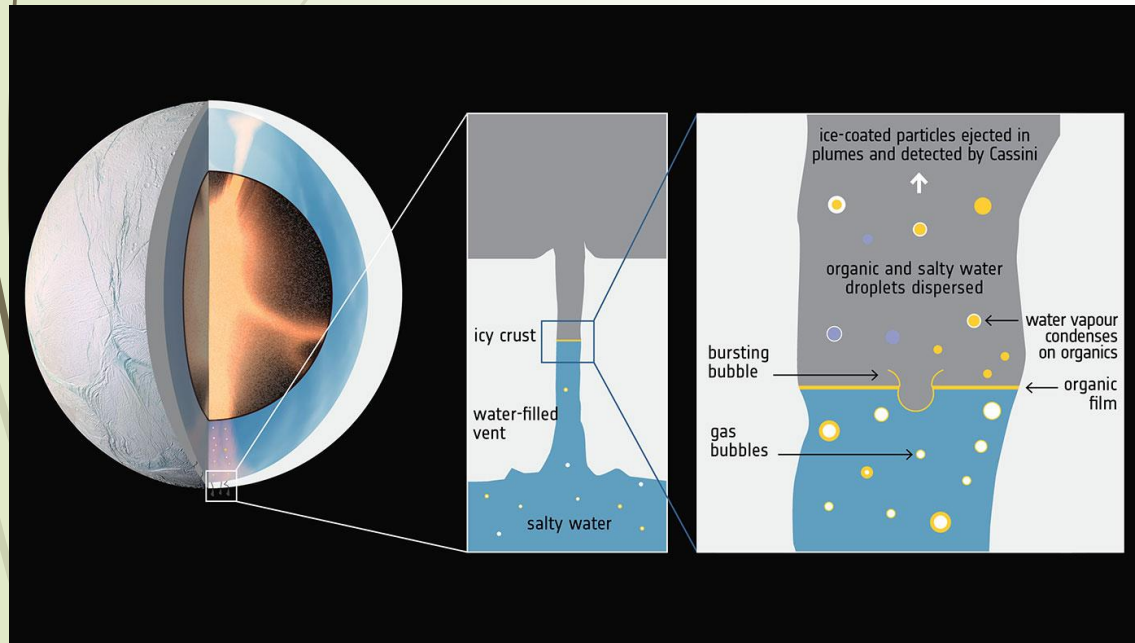 icy crust
water-filled
vent
salty water
ice-coated particles ejected in
plumes and detected by Cassini
organic and salty water
droplets dispersed
water vapour
condenses
on organics
bursting
bubble
organic
film
gas
bubbles